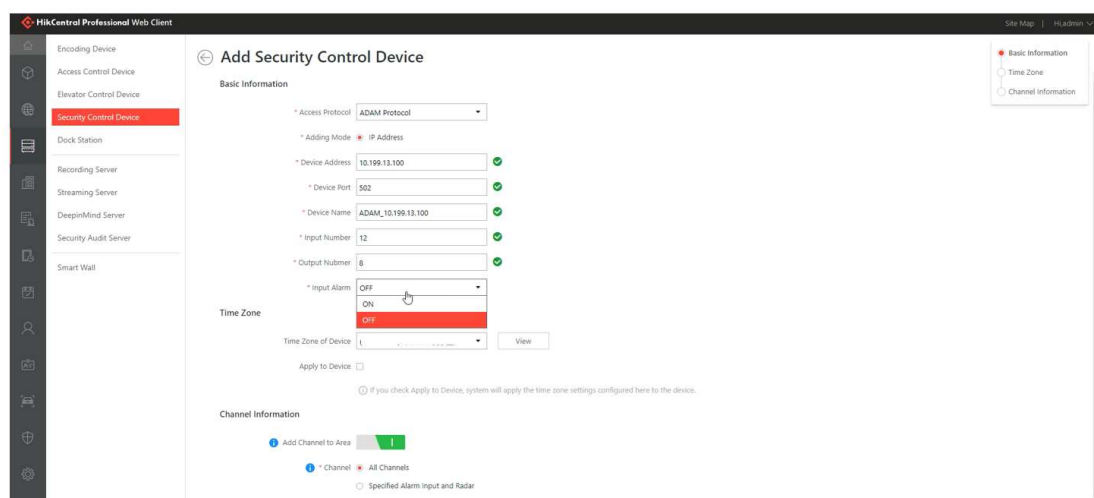 HikCentral Professional Web Client
Site Map | Hi,admin
Encoding Device
Access Control Device
Elevator Control Device
Security Control Device
Dock Station
Recording Server
Streaming Server
DeepinMind Server
Security Audit Server
Smart Wall
Add Security Control Device
Basic Information
* Access Protocol ADAM Protocol
* Adding Mode IP Address
* Device Address 10.199.13.100
* Device Port 502
* Device Name ADAM_10.199.13.100
* Input Number 12
* Output Nubmer 8
* Input Alarm OFF
ON
OFF
Time Zone
Time Zone of Device View
Apply to Device
If you check Apply to Device, system will apply the time zone settings configured here to the device.
Channel Information
Add Channel to Area
* Channel All Channels
Specified Alarm Input and Radar
Basic Information
Time Zone
Channel Information